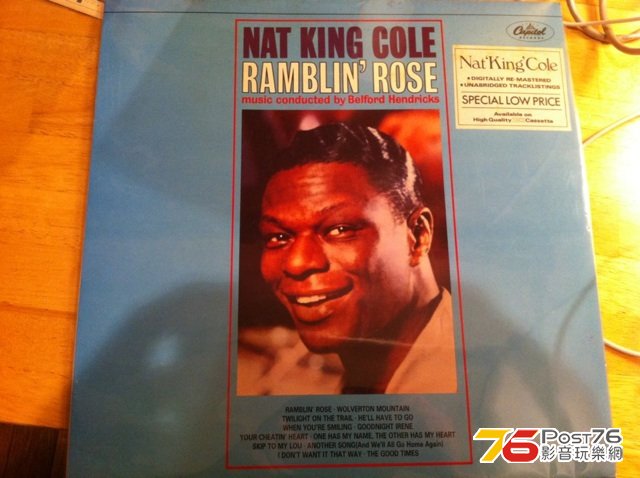 NAT KING COLE
RAMBLIN' ROSE
music conducted by Belford Hendricks
Capitol
RECORDS
Nat "King" Cole
• DIGITALLY RE-MASTERED
• UNABRIDGED TRACKLISTINGS
SPECIAL LOW PRICE
Available on
High Quality Cassette
RAMBLIN' ROSE · WOLVERTON MOUNTAIN
TWILIGHT ON THE TRAIL · HE'LL HAVE TO GO
WHEN YOU'RE SMILING · GOODNIGHT IRENE
YOUR CHEATIN' HEART · ONE HAS MY NAME, THE OTHER HAS MY HEART
SKIP TO MY LOU · ANOTHER SONG (And We'll All Go Home Again)
I DON'T WANT IT THAT WAY · THE GOOD TIMES
76 Post76
影音玩樂網